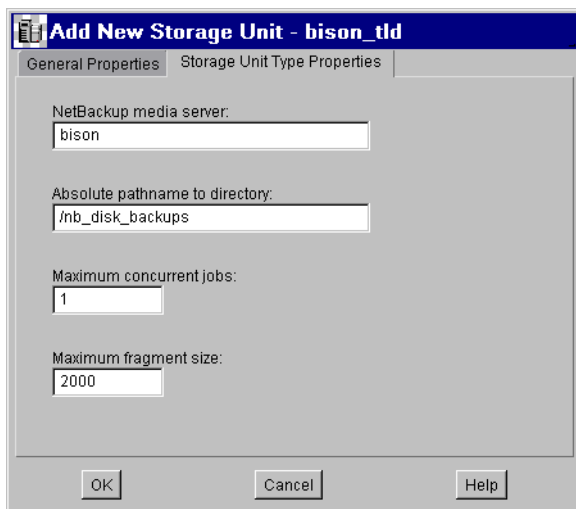 Add New Storage Unit - bison_tld
General Properties
Storage Unit Type Properties
NetBackup media server:
bison
Absolute pathname to directory:
/nb_disk_backups
Maximum concurrent jobs:
1
Maximum fragment size:
2000
OK
Cancel
Help